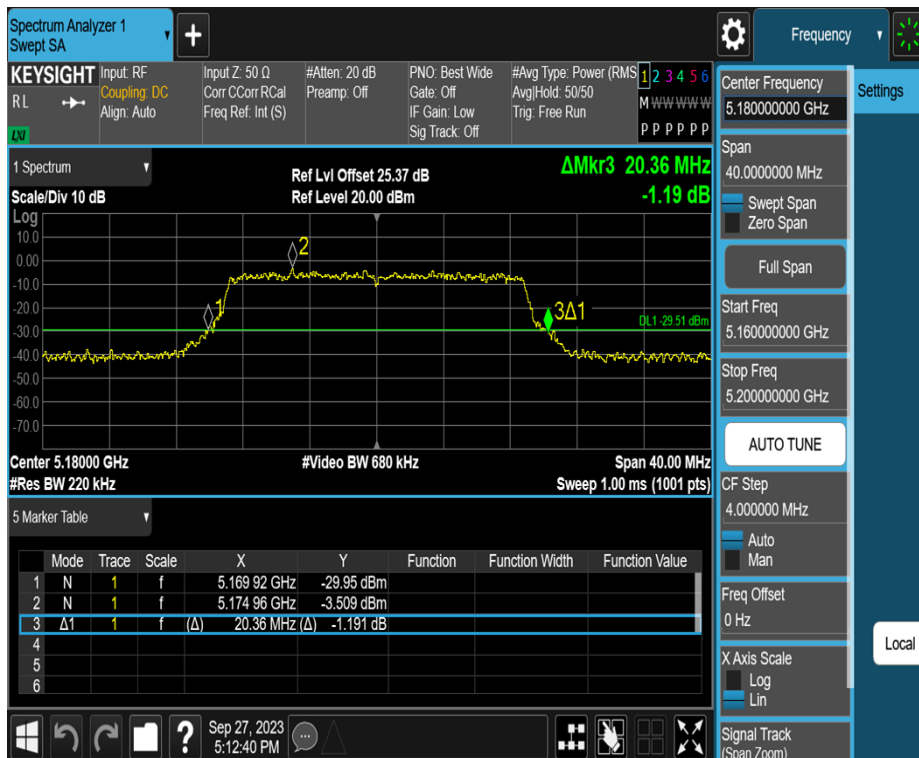 Spectrum Analyzer 1
Swept SA
+
Frequency
KEYSIGHT
RL
LXI
Input: RF
Coupling: DC
Align: Auto
Input Z: 50 Ω
Corr CCorr RCal
Freq Ref: Int (S)
#Atten: 20 dB
Preamp: Off
PNO: Best Wide
Gate: Off
IF Gain: Low
Sig Track: Off
#Avg Type: Power (RMS
Avg|Hold: 50/50
Trig: Free Run
1 2 3 4 5 6
M W W W W W
P P P P P P
1 Spectrum
Scale/Div 10 dB
Ref Lvl Offset 25.37 dB
Ref Level 20.00 dBm
ΔMkr3 20.36 MHz
-1.19 dB
Log
10.0
0.00
-10.0
-20.0
-30.0
-40.0
-50.0
-60.0
-70.0
2
1
3Δ1
DL1 -29.51 dBm
Center 5.18000 GHz
#Video BW 680 kHz
Span 40.00 MHz
#Res BW 220 kHz
Sweep 1.00 ms (1001 pts)
5 Marker Table
Mode Trace Scale X Y Function Function Width Function Value
1 N 1 f 5.169 92 GHz -29.95 dBm
2 N 1 f 5.174 96 GHz -3.509 dBm
3 Δ1 1 f (Δ) 20.36 MHz (Δ) -1.191 dB
4
5
6
?
Sep 27, 2023
5:12:40 PM
Center Frequency
5.180000000 GHz
Span
40.0000000 MHz
Swept Span
Zero Span
Full Span
Start Freq
5.160000000 GHz
Stop Freq
5.200000000 GHz
AUTO TUNE
CF Step
4.000000 MHz
Auto
Man
Freq Offset
0 Hz
X Axis Scale
Log
Lin
Signal Track
(Span Zoom)
Settings
Local